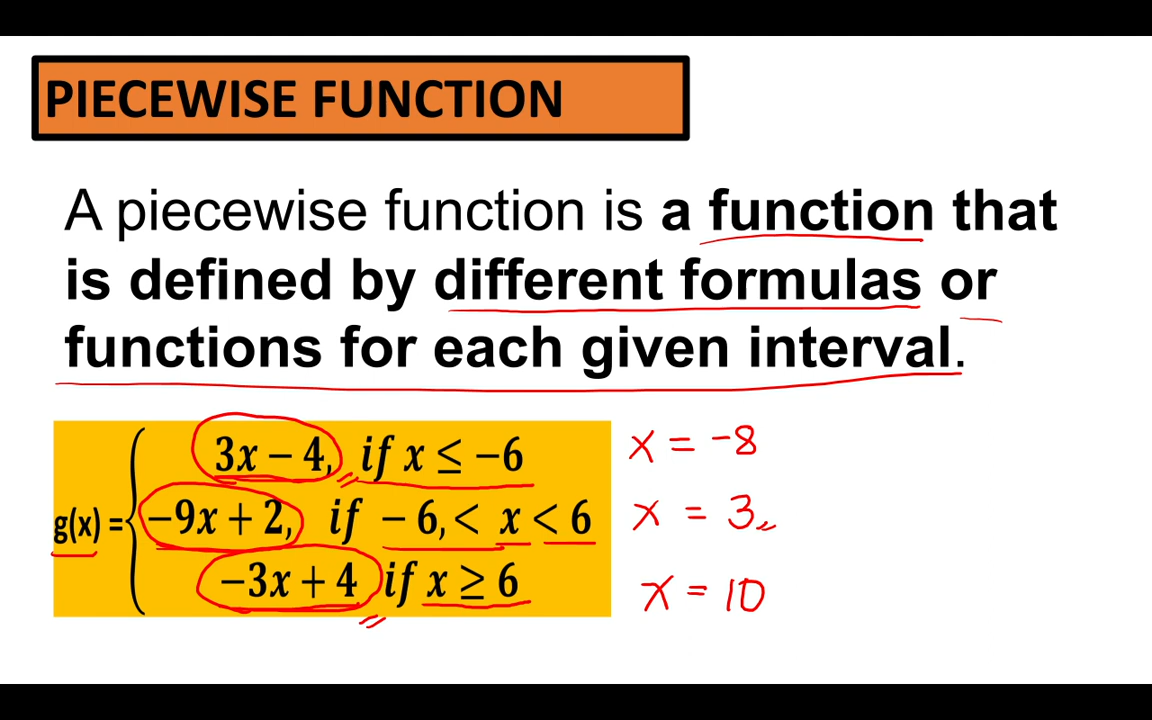 PIECEWISE FUNCTION
A piecewise function is a function that
is defined by different formulas or
functions for each given interval.
3x − 4, if x ≤ −6
x = -8
g(x) = { −9x + 2, if − 6, < x < 6
x = 3
−3x + 4 if x ≥ 6
x = 10